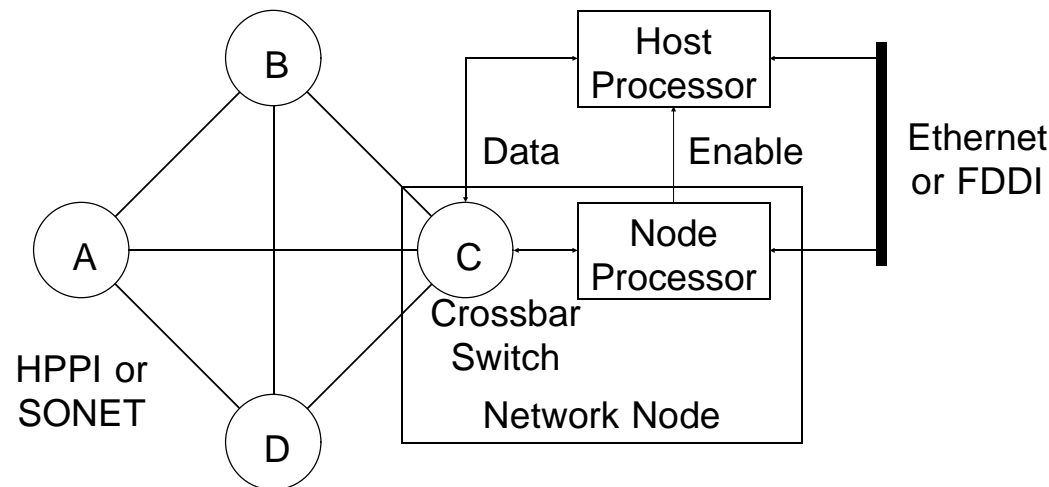 B
Host
Processor
Data
Enable
Ethernet
or FDDI
A
C
Node
Processor
Crossbar
Switch
HPPI or
SONET
Network Node
D